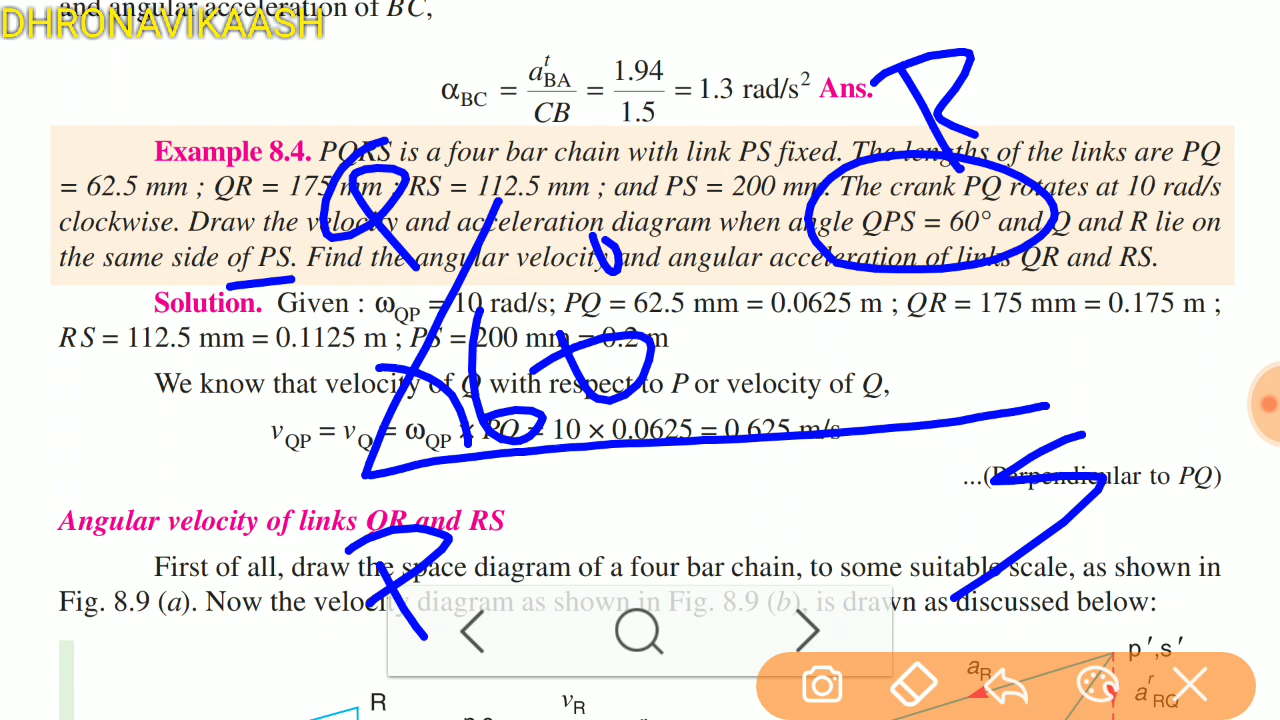 and angular acceleration of BC,
DHRONAVIKAASH
αBC = aᵗBA / CB = 1.94 / 1.5 = 1.3 rad/s² Ans.
R
Example 8.4. PQRS is a four bar chain with link PS fixed. The lengths of the links are PQ
= 62.5 mm ; QR = 175 mm ; RS = 112.5 mm ; and PS = 200 mm. The crank PQ rotates at 10 rad/s
clockwise. Draw the velocity and acceleration diagram when angle QPS = 60° and Q and R lie on
the same side of PS. Find the angular velocity and angular acceleration of links QR and RS.
Solution. Given : ωQP = 10 rad/s; PQ = 62.5 mm = 0.0625 m ; QR = 175 mm = 0.175 m ;
RS = 112.5 mm = 0.1125 m ; PS = 200 mm = 0.2 m
We know that velocity of Q with respect to P or velocity of Q,
vQP = vQ = ωQP × PQ = 10 × 0.0625 = 0.625 m/s
...(Perpendicular to PQ)
60
S
Angular velocity of links QR and RS
P
First of all, draw the space diagram of a four bar chain, to some suitable scale, as shown in
Fig. 8.9 (a). Now the velocity diagram as shown in Fig. 8.9 (b), is drawn as discussed below:
p′,s′
aR
aʳRQ
R
vR